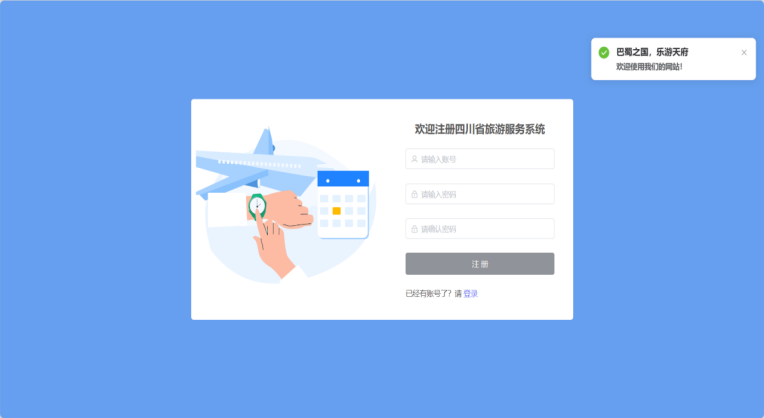 巴蜀之国，乐游天府
欢迎使用我们的网站！
欢迎注册四川省旅游服务系统
请输入账号
请输入密码
请确认密码
注册
已经有账号了？请 登录